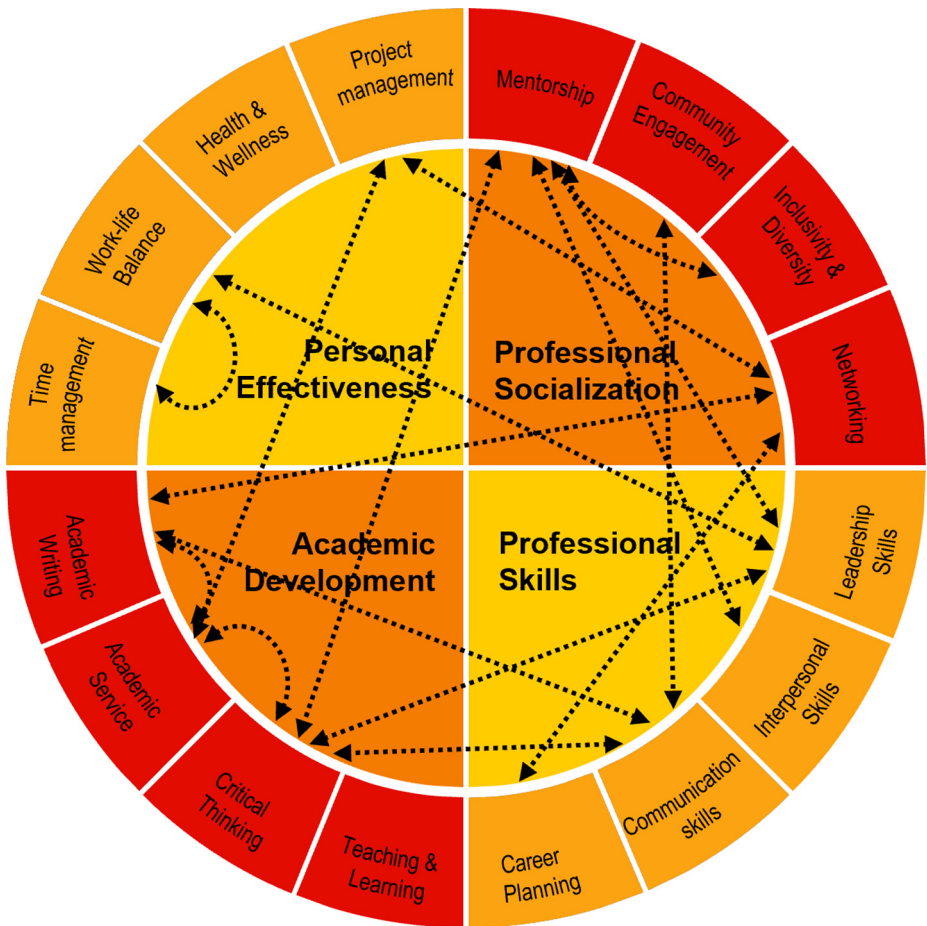 Project
management
Mentorship
Community
Engagement
Inclusivity &
Diversity
Networking
Leadership
Skills
Interpersonal
Skills
Communication
skills
Career
Planning
Teaching &
Learning
Critical
Thinking
Academic
Service
Academic
Writing
Time
management
Work-life
Balance
Health &
Wellness
Personal
Effectiveness
Professional
Socialization
Academic
Development
Professional
Skills